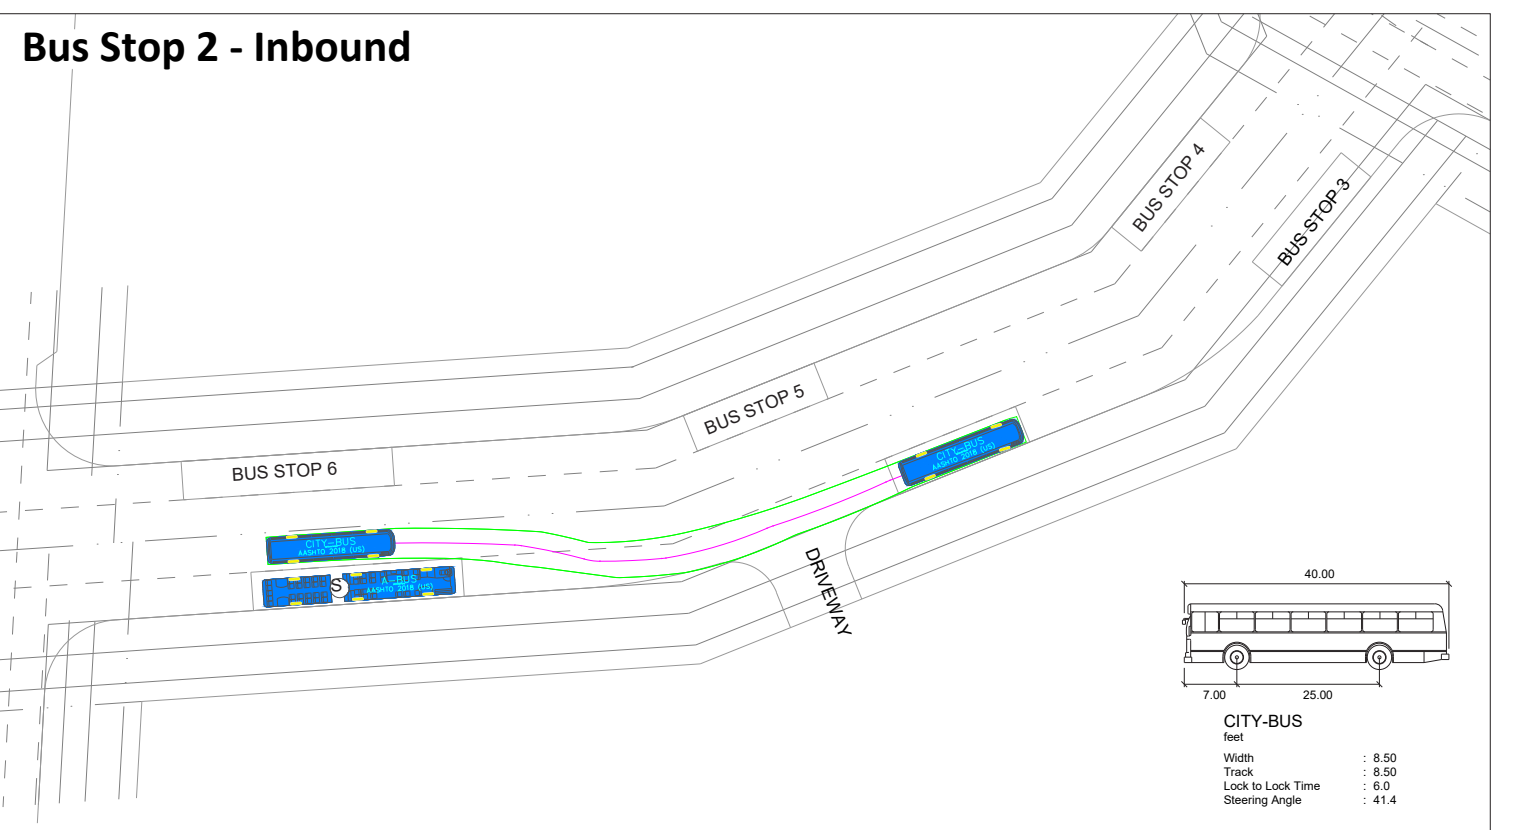 Bus Stop 2 - Inbound
BUS STOP 4
BUS STOP 3
BUS STOP 5
BUS STOP 6
CITY-BUS
AASHTO 2018 (US)
CITY-BUS
AASHTO 2018 (US)
S
A-BUS
AASHTO 2018 (US)
DRIVEWAY
40.00
7.00
25.00
CITY-BUS
feet
Width : 8.50
Track : 8.50
Lock to Lock Time : 6.0
Steering Angle : 41.4